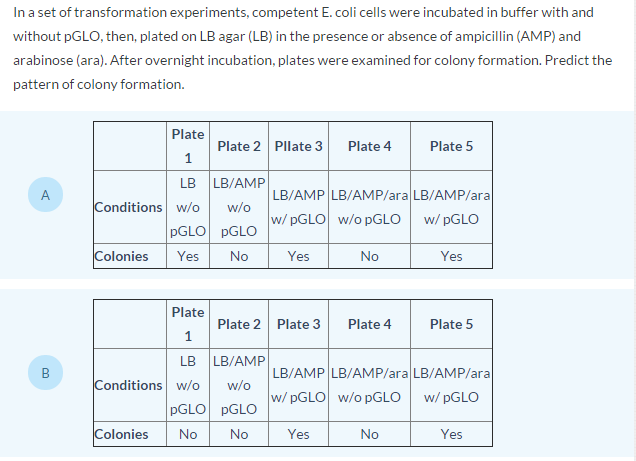 In a set of transformation experiments, competent E. coli cells were incubated in buffer with and
without pGLO, then, plated on LB agar (LB) in the presence or absence of ampicillin (AMP) and
arabinose (ara). After overnight incubation, plates were examined for colony formation. Predict the
pattern of colony formation.
A
Plate 1 Plate 2 Pllate 3 Plate 4 Plate 5
Conditions LB w/o pGLO LB/AMP w/o pGLO LB/AMP w/ pGLO LB/AMP/ara w/o pGLO LB/AMP/ara w/ pGLO
Colonies Yes No Yes No Yes
B
Plate 1 Plate 2 Plate 3 Plate 4 Plate 5
Conditions LB w/o pGLO LB/AMP w/o pGLO LB/AMP w/ pGLO LB/AMP/ara w/o pGLO LB/AMP/ara w/ pGLO
Colonies No No Yes No Yes